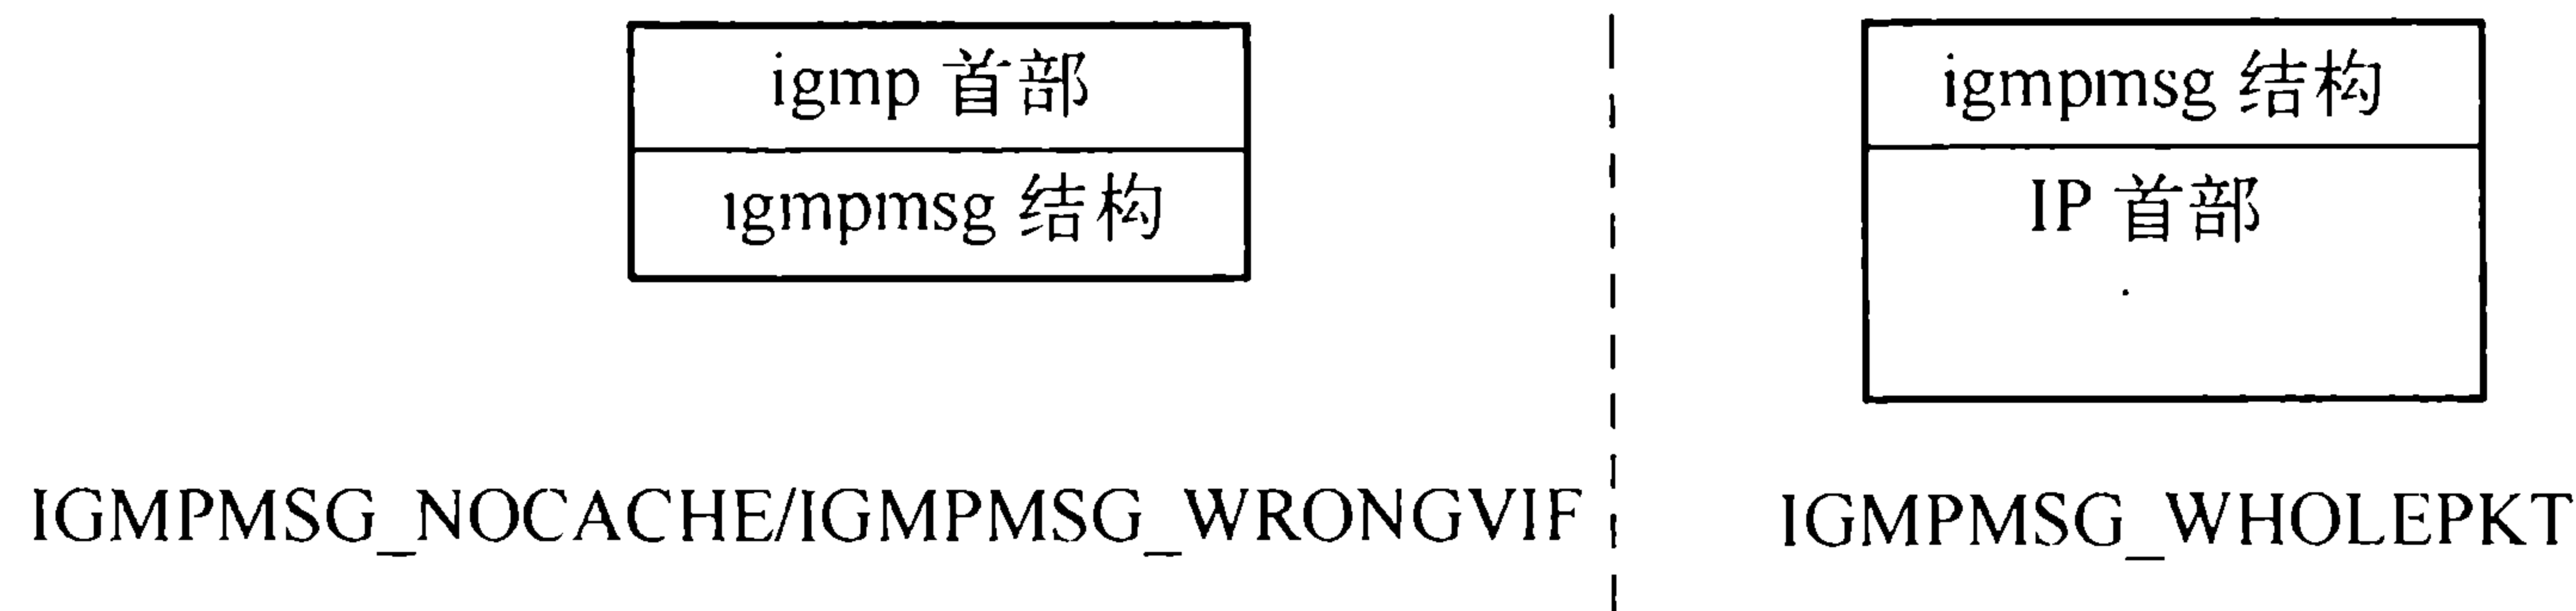 igmp 首部
igmpmsg 结构
IGMPMSG_NOCACHE/IGMPMSG_WRONGVIF
igmpmsg 结构
IP 首部
IGMPMSG_WHOLEPKT